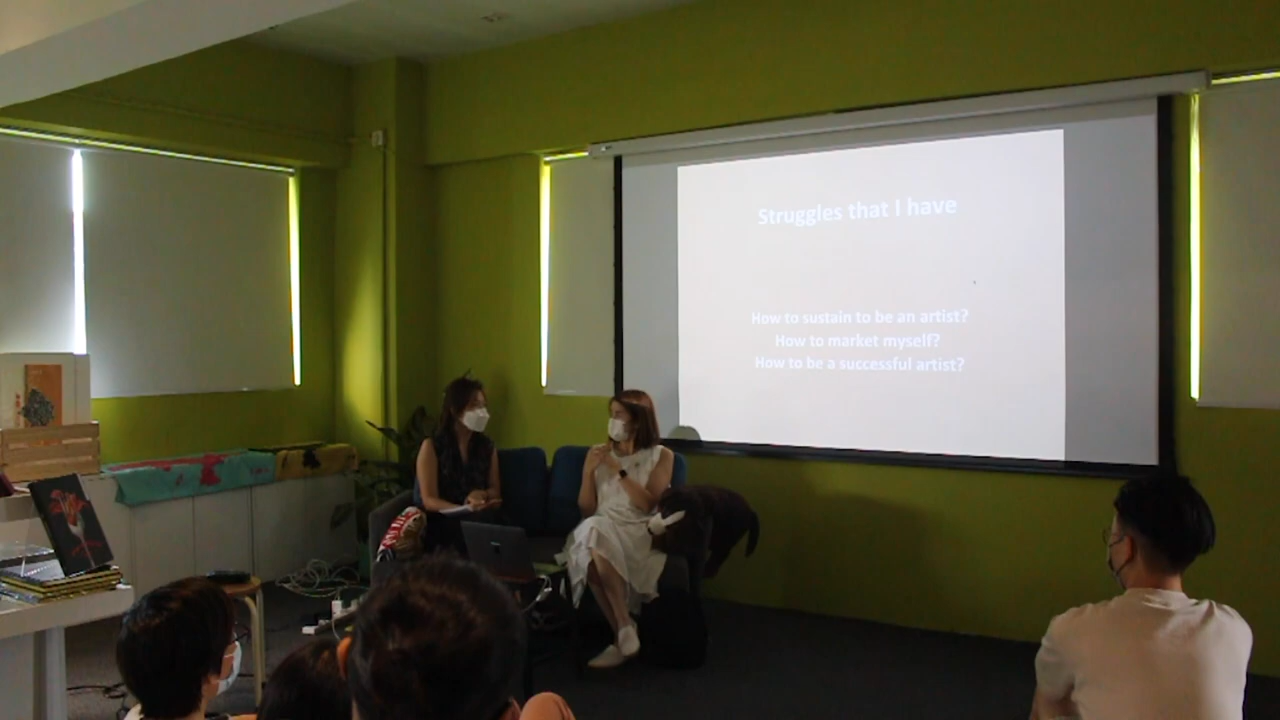 Struggles that I have
How to sustain to be an artist?
How to market myself?
How to be a successful artist?